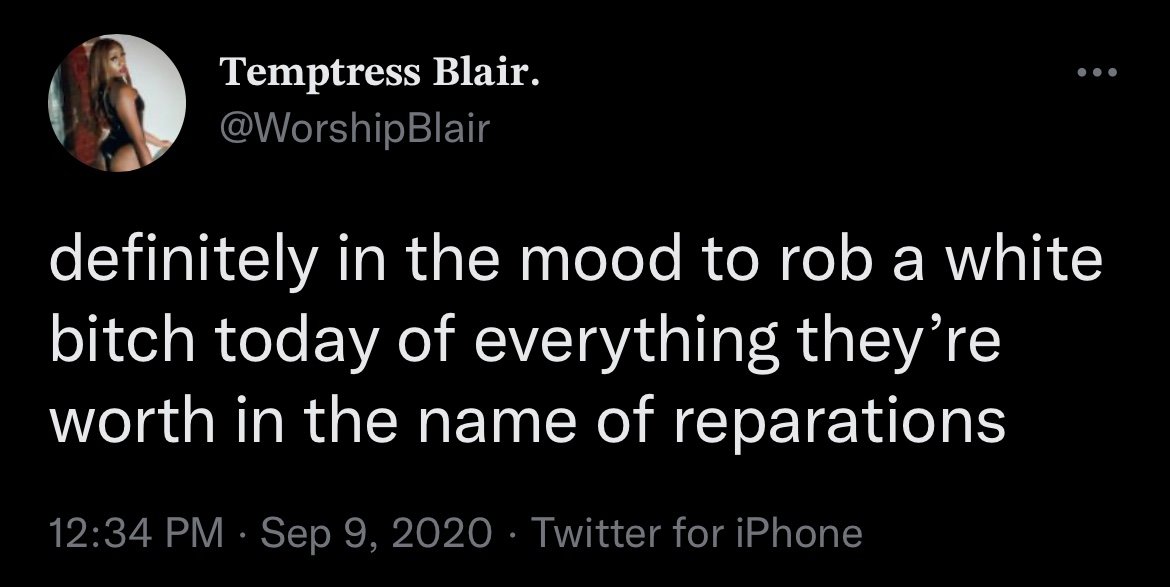 Temptress Blair.
@WorshipBlair
definitely in the mood to rob a white
bitch today of everything they’re
worth in the name of reparations
12:34 PM · Sep 9, 2020 · Twitter for iPhone